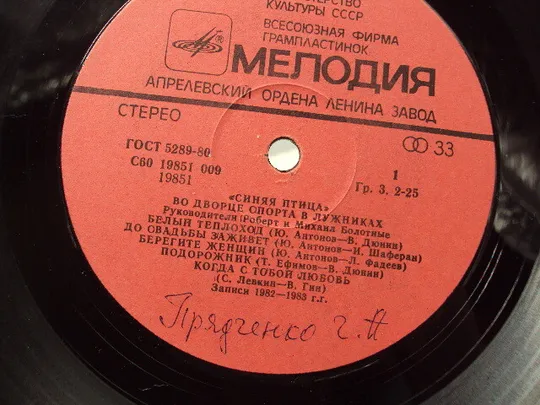 МИНИСТЕРСТВО
КУЛЬТУРЫ СССР
ВСЕСОЮЗНАЯ ФИРМА
ГРАМПЛАСТИНОК
МЕЛОДИЯ
АПРЕЛЕВСКИЙ ОРДЕНА ЛЕНИНА ЗАВОД
СТЕРЕО
33
ГОСТ 5289-80
С60 19851 009
19851
1
Гр. 3. 2-25
«СИНЯЯ ПТИЦА»
ВО ДВОРЦЕ СПОРТА В ЛУЖНИКАХ
Руководители Роберт и Михаил Болотные
БЕЛЫЙ ТЕПЛОХОД (Ю. Антонов—В. Дюнин)
ДО СВАДЬБЫ ЗАЖИВЕТ (Ю. Антонов—И. Шаферан)
БЕРЕГИТЕ ЖЕНЩИН (Ю. Антонов—Л. Фадеев)
ПОДОРОЖНИК (Т. Ефимов—В. Дюнин)
КОГДА С ТОБОЙ ЛЮБОВЬ
(С. Левкин—В. Гин)
Записи 1982—1983 г.г.
Прядченко Г. Н